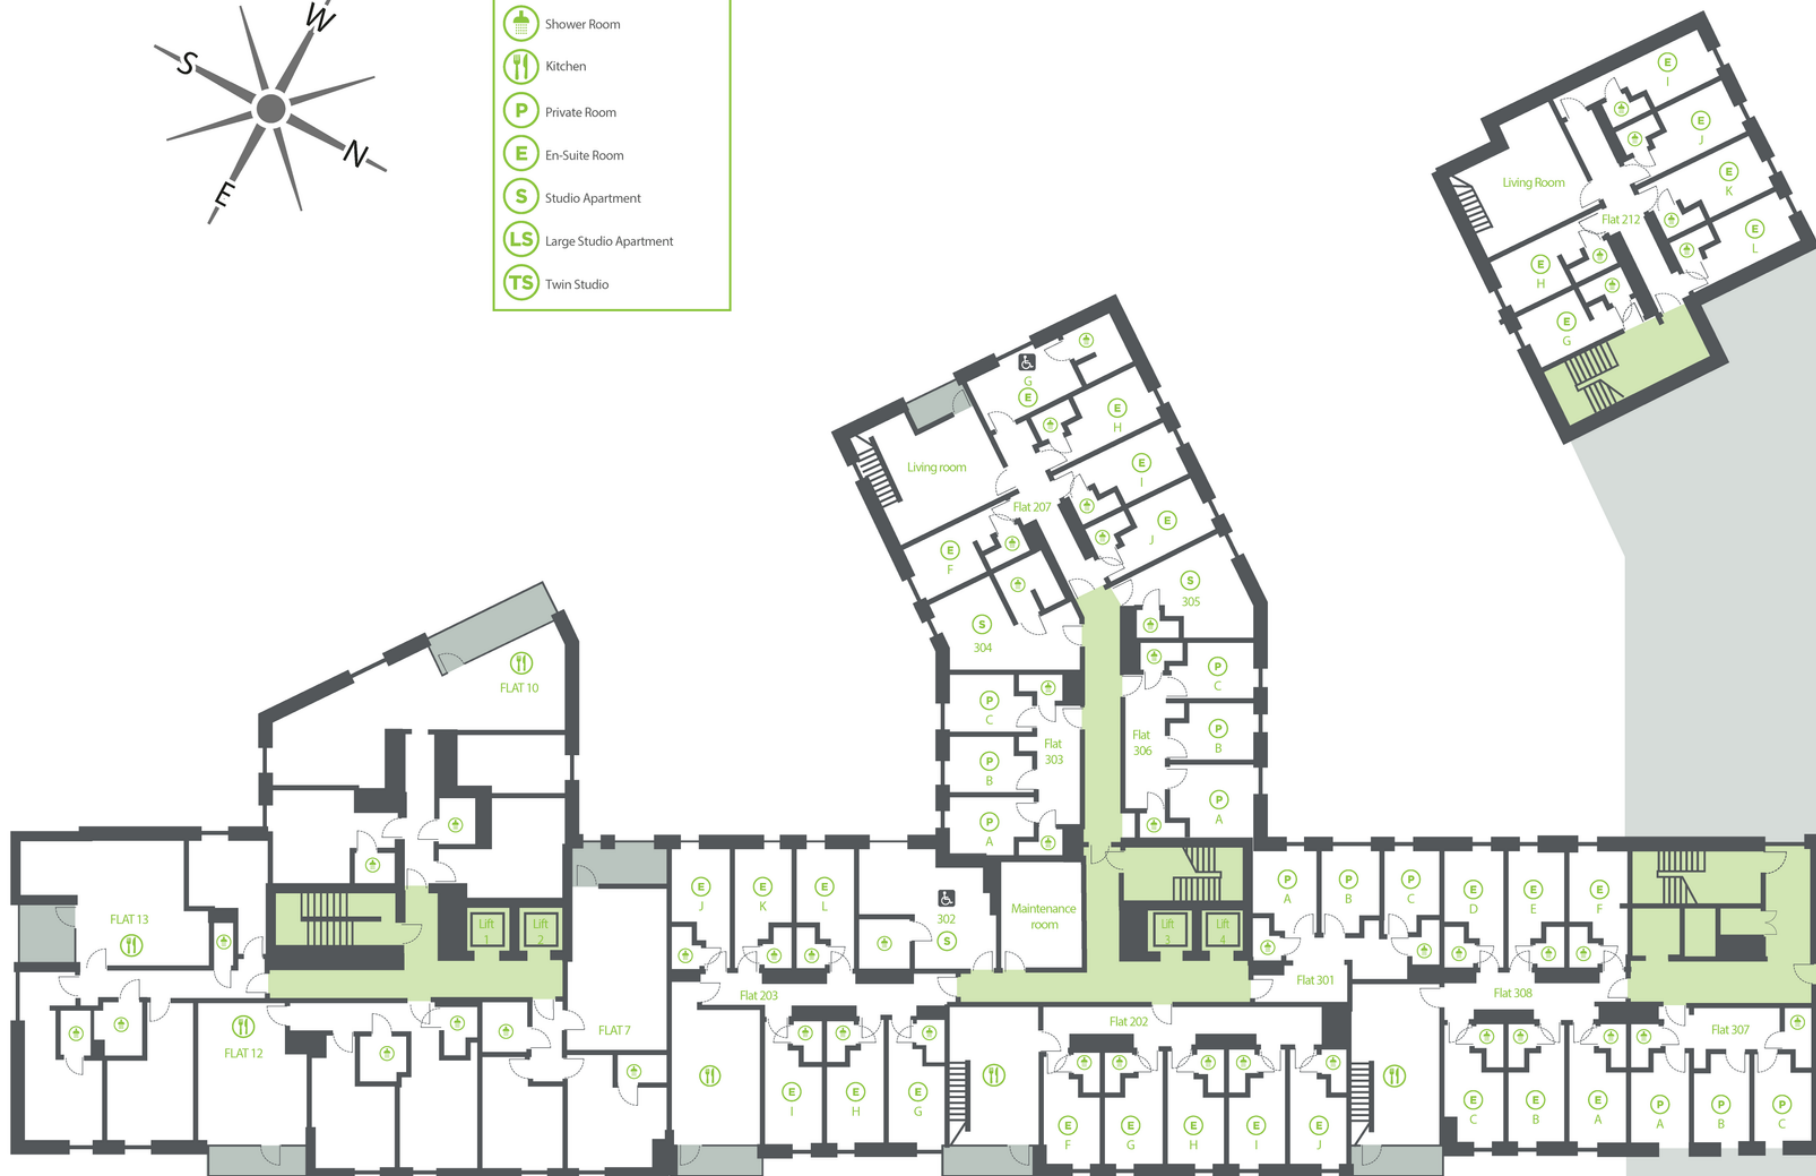 W
S
N
E
Shower Room
Kitchen
P Private Room
E En-Suite Room
S Studio Apartment
LS Large Studio Apartment
TS Twin Studio
E
I
E
J
E
K
E
L
Living Room
Flat 212
E
H
E
G
G
E
E
H
Living room
E
I
Flat 207
E
J
E
F
S
305
S
304
P
C
P
B
P
A
Flat
303
Flat
306
P
C
P
B
P
A
FLAT 10
FLAT 13
Lift
1
Lift
2
FLAT 12
FLAT 7
E
J
E
K
E
L
302
S
Maintenance
room
Lift
3
Lift
4
P
A
P
B
P
C
E
D
E
E
E
F
Flat 203
Flat 301
Flat 308
Flat 202
Flat 307
E
I
E
H
E
G
E
F
E
G
E
H
E
I
E
J
E
C
E
B
E
A
P
A
P
B
P
C